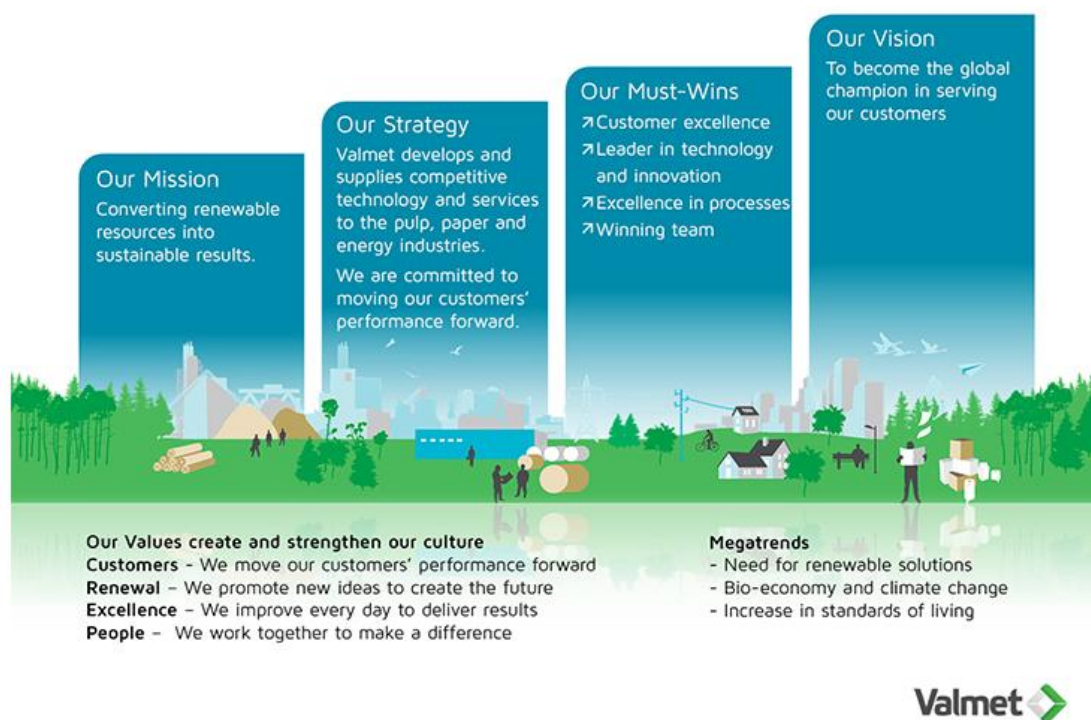 Our Mission
Converting renewable
resources into
sustainable results.
Our Strategy
Valmet develops and
supplies competitive
technology and services
to the pulp, paper and
energy industries.
We are committed to
moving our customers’
performance forward.
Our Must-Wins
↗Customer excellence
↗Leader in technology
and innovation
↗Excellence in processes
↗Winning team
Our Vision
To become the global
champion in serving
our customers
Our Values create and strengthen our culture
Customers - We move our customers’ performance forward
Renewal – We promote new ideas to create the future
Excellence – We improve every day to deliver results
People – We work together to make a difference
Megatrends
- Need for renewable solutions
- Bio-economy and climate change
- Increase in standards of living
Valmet